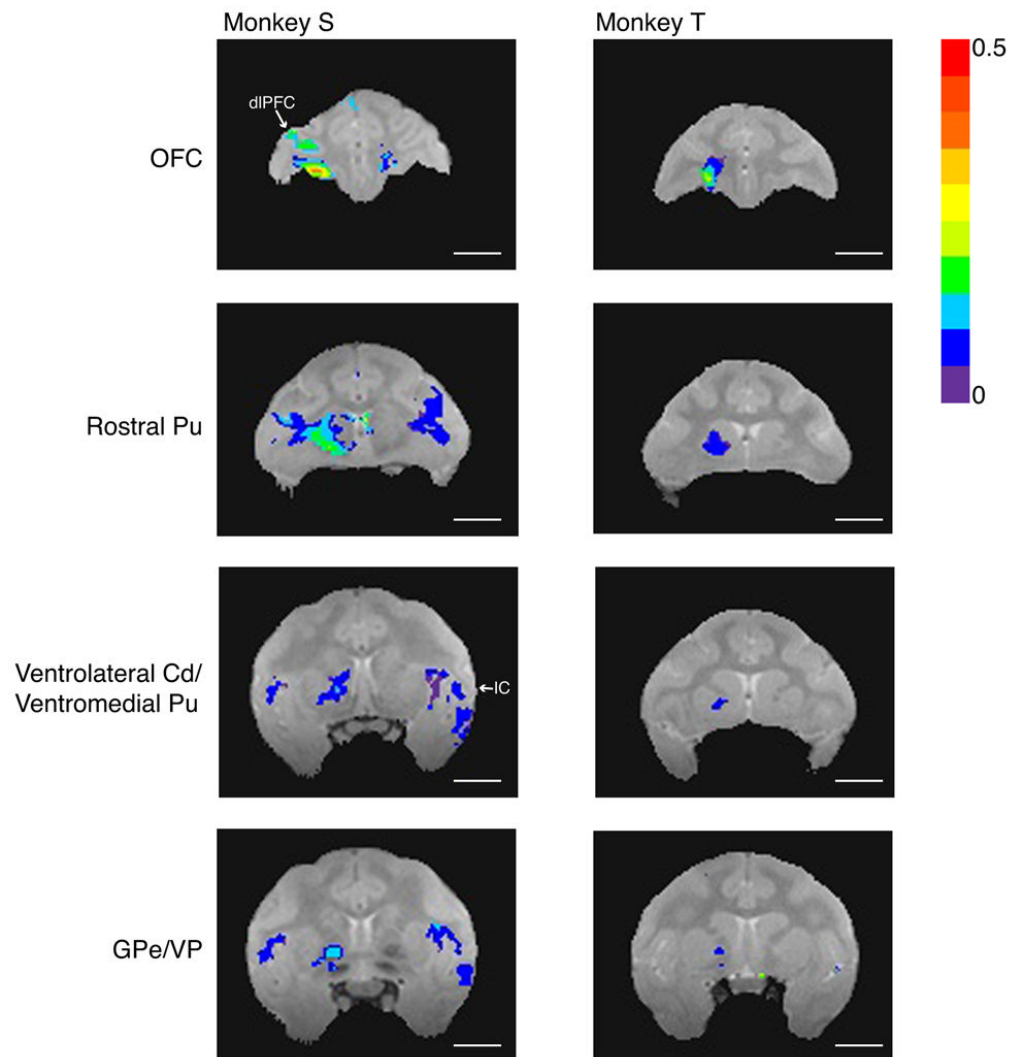 Monkey S
Monkey T
0.5
dlPFC
OFC
0
Rostral Pu
Ventrolateral Cd/
Ventromedial Pu
IC
GPe/VP